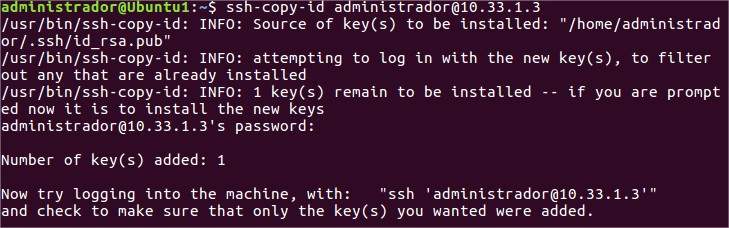 administrador@Ubuntu1:~$ ssh-copy-id administrador@10.33.1.3
/usr/bin/ssh-copy-id: INFO: Source of key(s) to be installed: "/home/administrad
or/.ssh/id_rsa.pub"
/usr/bin/ssh-copy-id: INFO: attempting to log in with the new key(s), to filter
out any that are already installed
/usr/bin/ssh-copy-id: INFO: 1 key(s) remain to be installed -- if you are prompt
ed now it is to install the new keys
administrador@10.33.1.3's password:
Number of key(s) added: 1
Now try logging into the machine, with:   "ssh 'administrador@10.33.1.3'"
and check to make sure that only the key(s) you wanted were added.